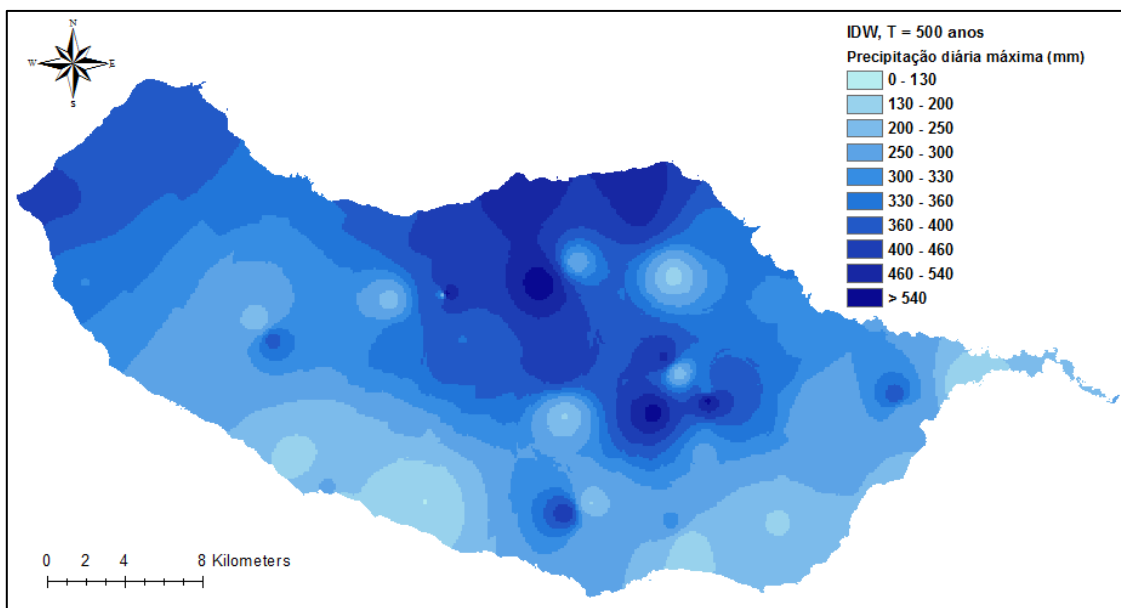 N
W E
S
IDW, T = 500 anos
Precipitação diária máxima (mm)
0 - 130
130 - 200
200 - 250
250 - 300
300 - 330
330 - 360
360 - 400
400 - 460
460 - 540
> 540
0 2 4 8 Kilometers